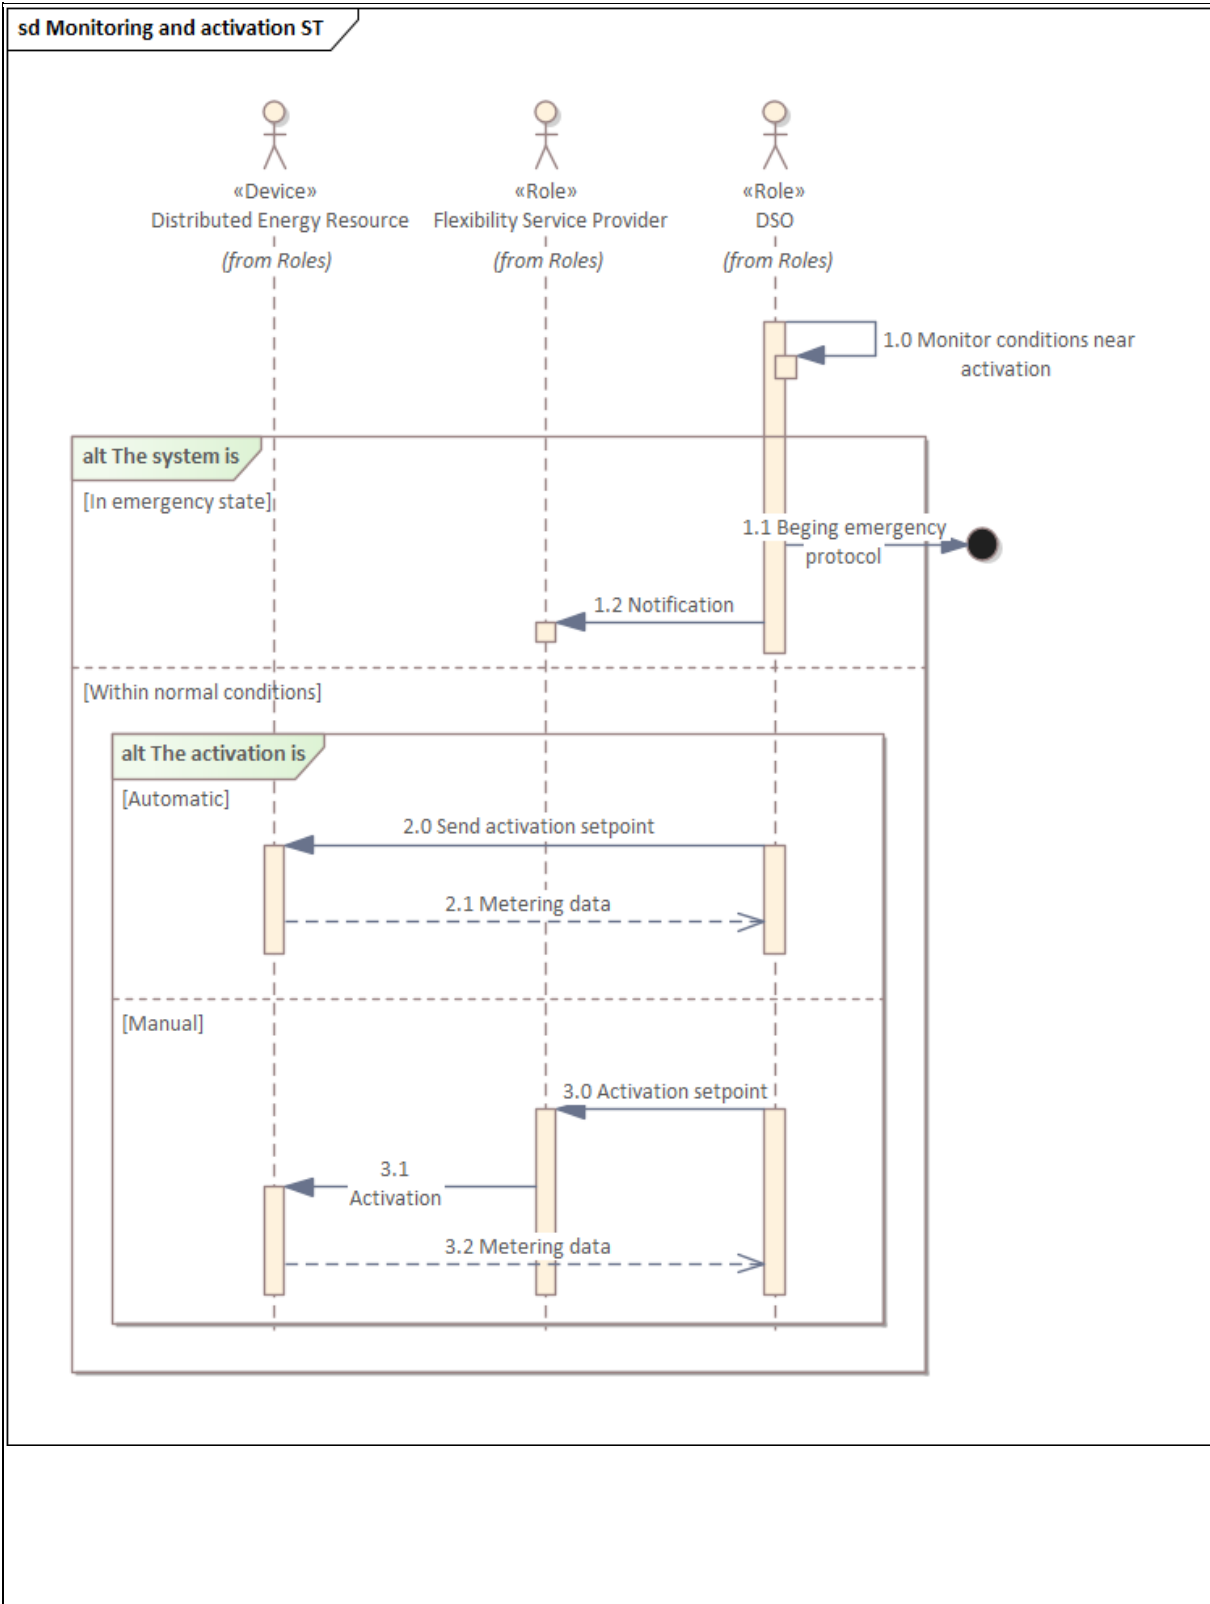 sd Monitoring and activation ST
«Device»
Distributed Energy Resource
(from Roles)
«Role»
Flexibility Service Provider
(from Roles)
«Role»
DSO
(from Roles)
1.0 Monitor conditions near
activation
alt The system is
[In emergency state]
1.1 Beging emergency
protocol
1.2 Notification
[Within normal conditions]
alt The activation is
[Automatic]
2.0 Send activation setpoint
2.1 Metering data
[Manual]
3.0 Activation setpoint
3.1
Activation
3.2 Metering data